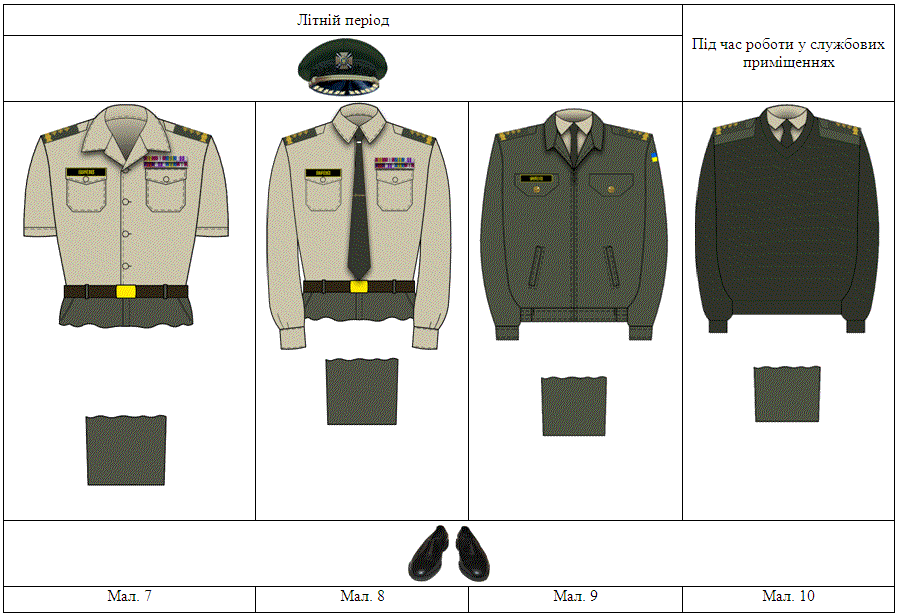 Літній період
Під час роботи у службових
приміщеннях
Мал. 7
Мал. 8
Мал. 9
Мал. 10